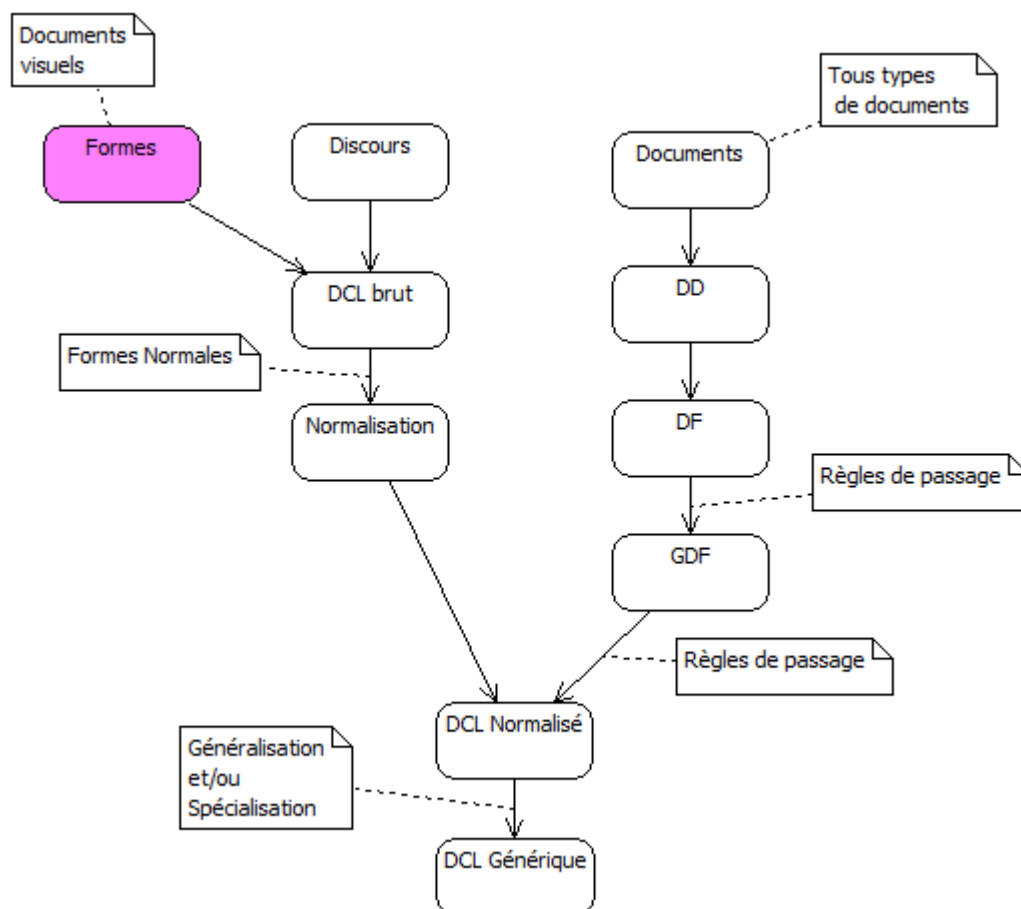 Documents
visuels
Tous types
de documents
Formes
Discours
Documents
DCL brut
DD
Formes Normales
Normalisation
DF
Règles de passage
GDF
Règles de passage
DCL Normalisé
Généralisation
et/ou
Spécialisation
DCL Générique